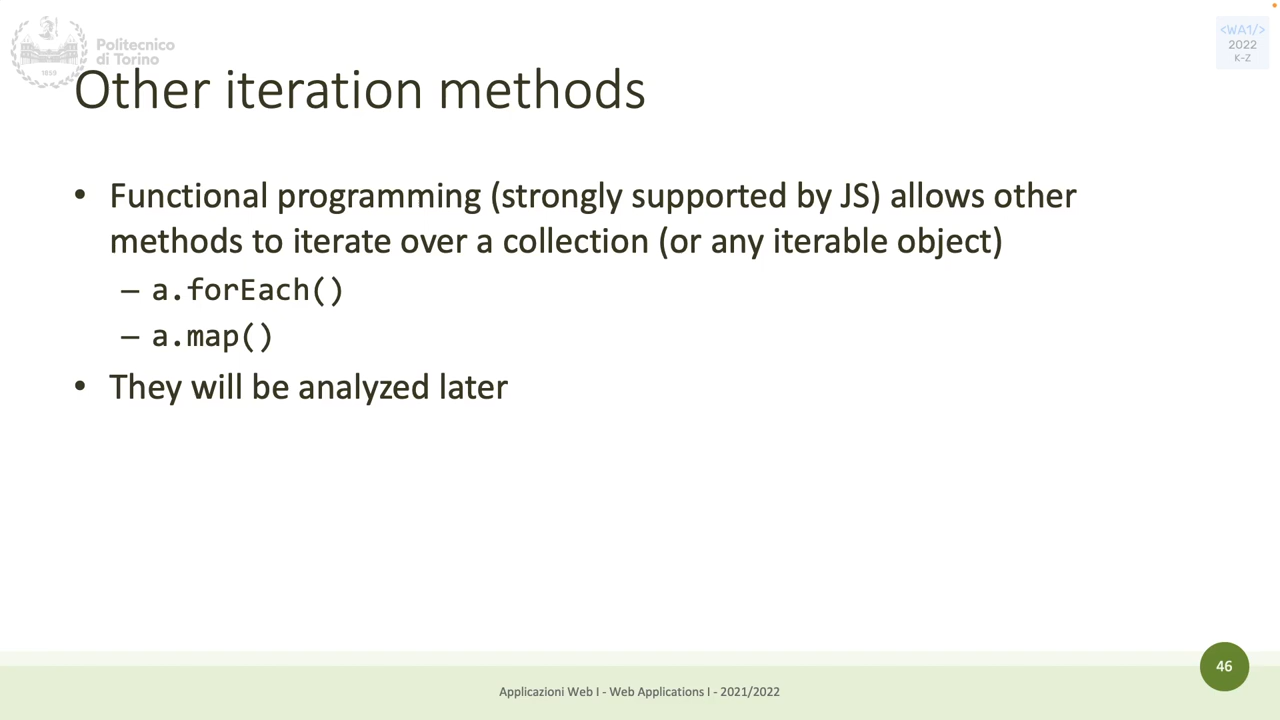 Politecnico
di Torino
1859
<WA1/>
2022
K-Z
Other iteration methods
• Functional programming (strongly supported by JS) allows other
methods to iterate over a collection (or any iterable object)
– a.forEach()
– a.map()
• They will be analyzed later
46
Applicazioni Web I - Web Applications I - 2021/2022